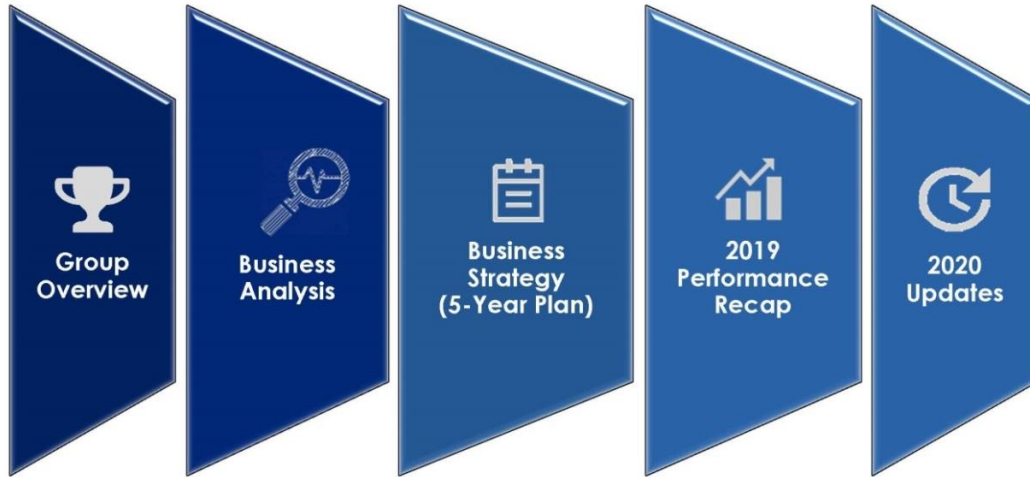 Group
Overview
Business
Analysis
Business
Strategy
(5-Year Plan)
2019
Performance
Recap
2020
Updates